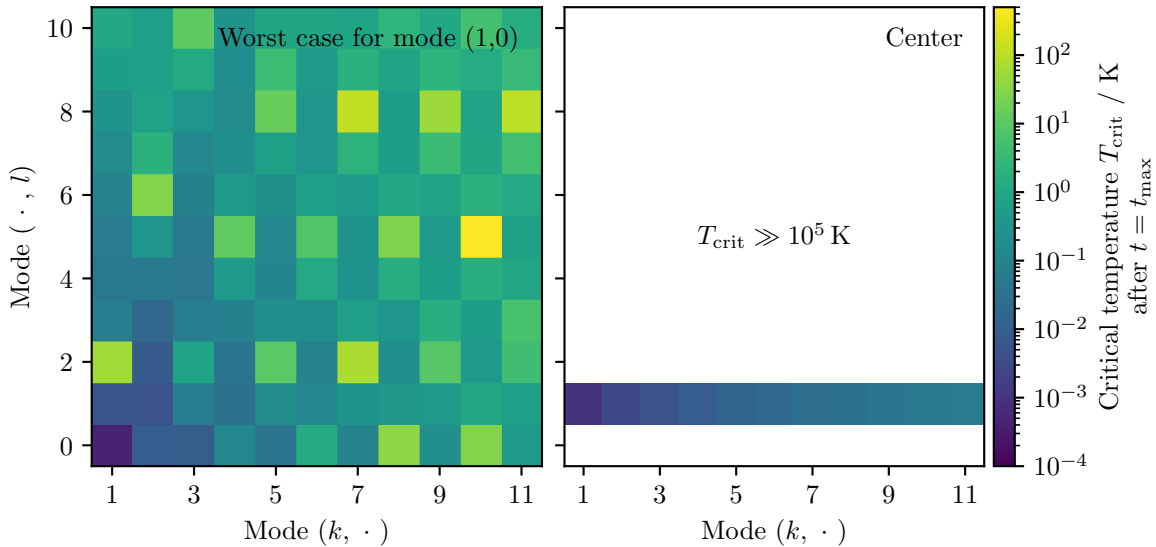 Worst case for mode (1,0)
Center
T_crit ≫ 10^5 K
10
8
6
4
2
0
Mode ( · , l)
1 3 5 7 9 11
Mode (k, · )
1 3 5 7 9 11
Mode (k, · )
10^2
10^1
10^0
10^−1
10^−2
10^−3
10^−4
Critical temperature T_crit / K
after t = t_max